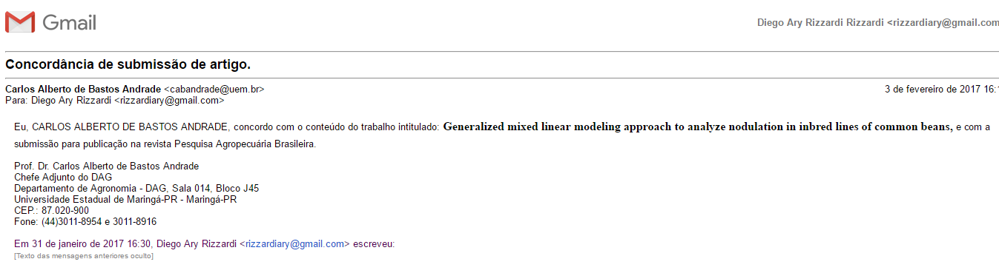 Gmail
Diego Ary Rizzardi Rizzardi <rizzardiary@gmail.com
Concordância de submissão de artigo.
Carlos Alberto de Bastos Andrade <cabandrade@uem.br>
3 de fevereiro de 2017 16:
Para: Diego Ary Rizzardi <rizzardiary@gmail.com>
Eu, CARLOS ALBERTO DE BASTOS ANDRADE, concordo com o conteúdo do trabalho intitulado: Generalized mixed linear modeling approach to analyze nodulation in inbred lines of common beans, e com a
submissão para publicação na revista Pesquisa Agropecuária Brasileira.
Prof. Dr. Carlos Alberto de Bastos Andrade
Chefe Adjunto do DAG
Departamento de Agronomia - DAG, Sala 014, Bloco J45
Universidade Estadual de Maringá-PR - Maringá-PR
CEP.: 87.020-900
Fone: (44)3011-8954 e 3011-8916
Em 31 de janeiro de 2017 16:30, Diego Ary Rizzardi <rizzardiary@gmail.com> escreveu:
[Texto das mensagens anteriores oculto]